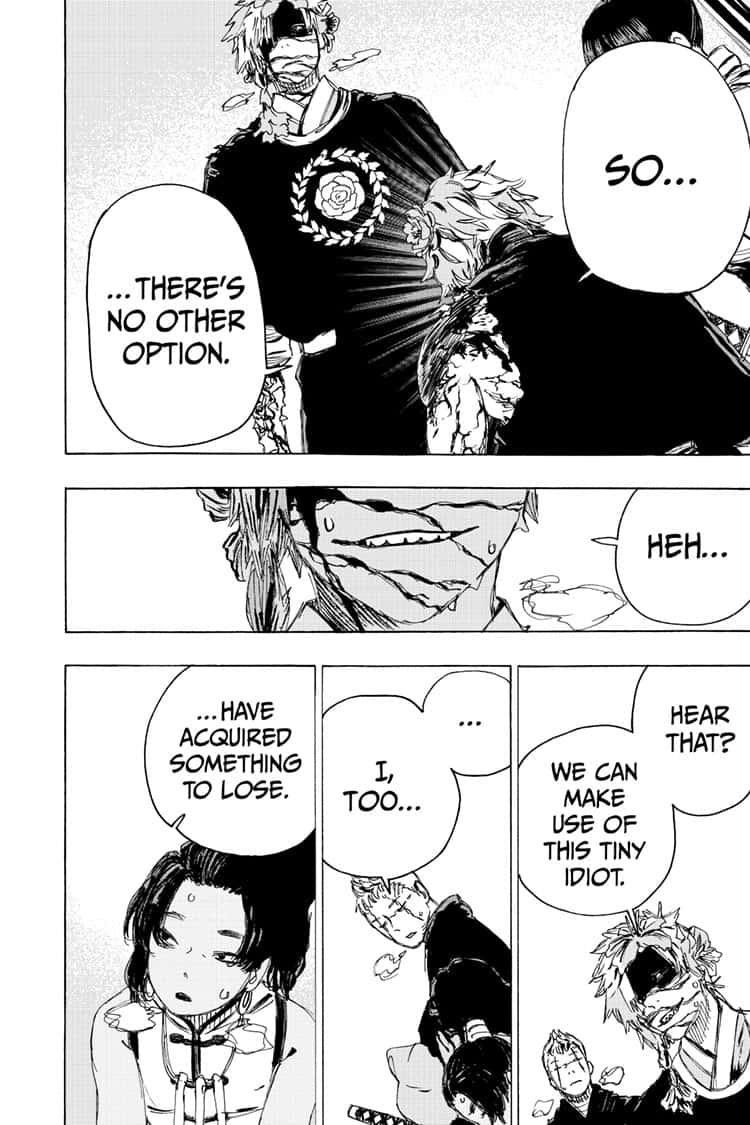 SO...
...THERE'S
NO OTHER
OPTION.
HEH...
HEAR
THAT?
WE CAN
MAKE
USE OF
THIS TINY
IDIOT.
...
I,
TOO...
...HAVE
ACQUIRED
SOMETHING
TO LOSE.